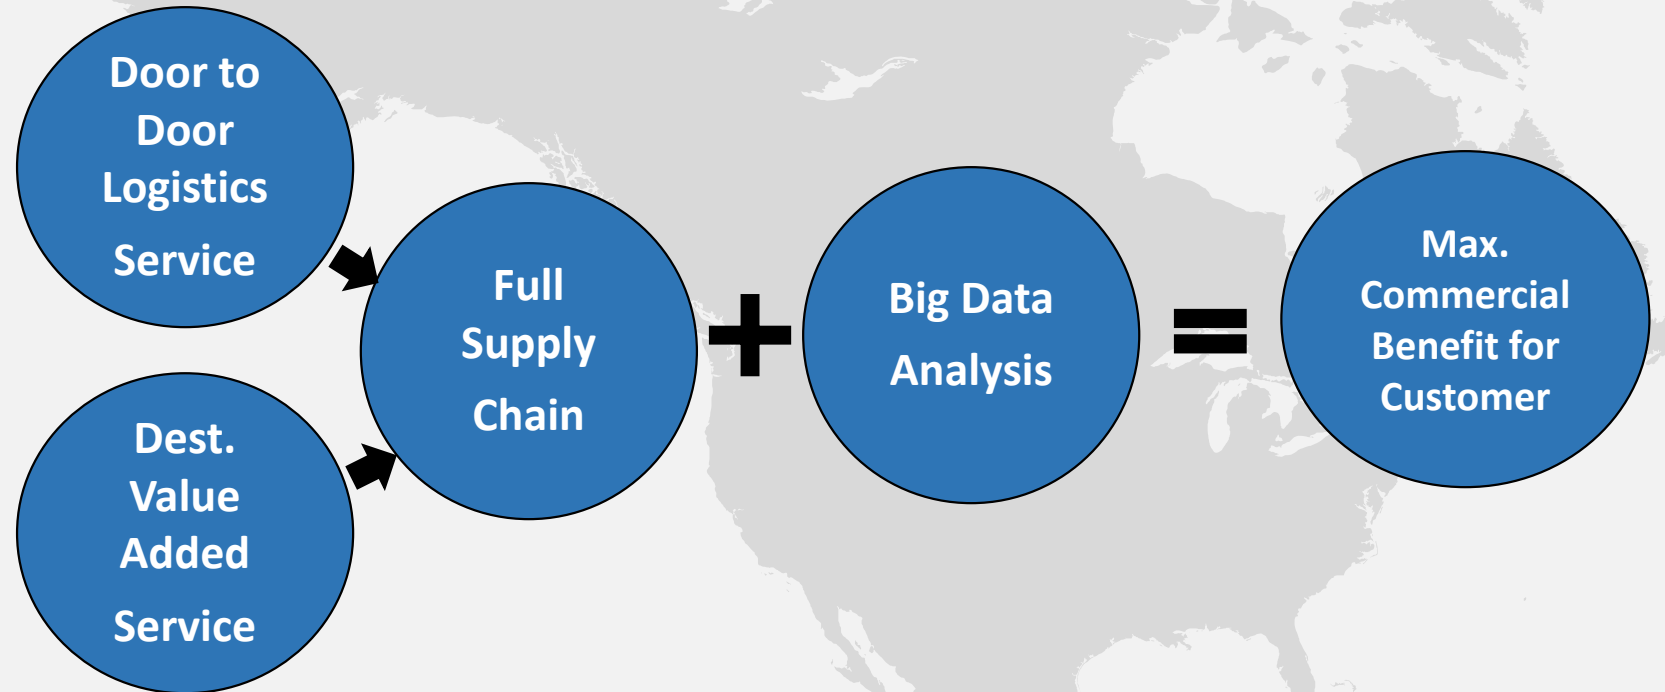 Door to
Door
Logistics
Service
Dest.
Value
Added
Service
Full
Supply
Chain
+
Big Data
Analysis
=
Max.
Commercial
Benefit for
Customer